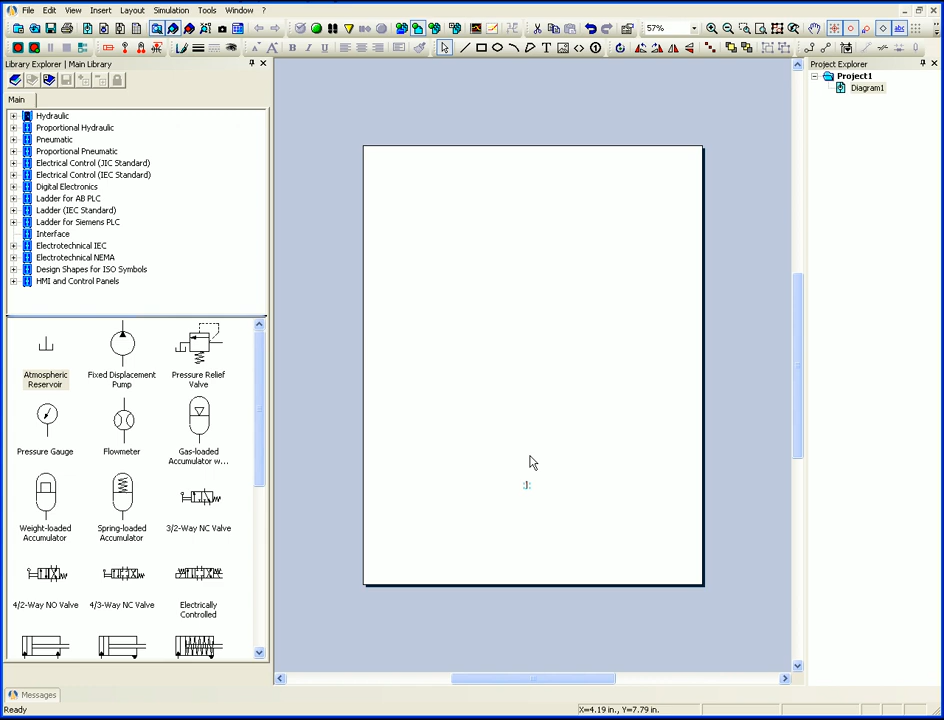 File Edit View Insert Layout Simulation Tools Window ?
57%
Library Explorer | Main Library
Main
Hydraulic
Proportional Hydraulic
Pneumatic
Proportional Pneumatic
Electrical Control (JIC Standard)
Electrical Control (IEC Standard)
Digital Electronics
Ladder for AB PLC
Ladder (IEC Standard)
Ladder for Siemens PLC
Interface
Electrotechnical IEC
Electrotechnical NEMA
Design Shapes for ISO Symbols
HMI and Control Panels
Atmospheric Reservoir
Fixed Displacement Pump
Pressure Relief Valve
Pressure Gauge
Flowmeter
Gas-loaded Accumulator w...
Weight-loaded Accumulator
Spring-loaded Accumulator
3/2-Way NC Valve
4/2-Way NO Valve
4/3-Way NC Valve
Electrically Controlled
Project Explorer
Project1
Diagram1
Messages
Ready
X=4.19 in., Y=7.79 in.